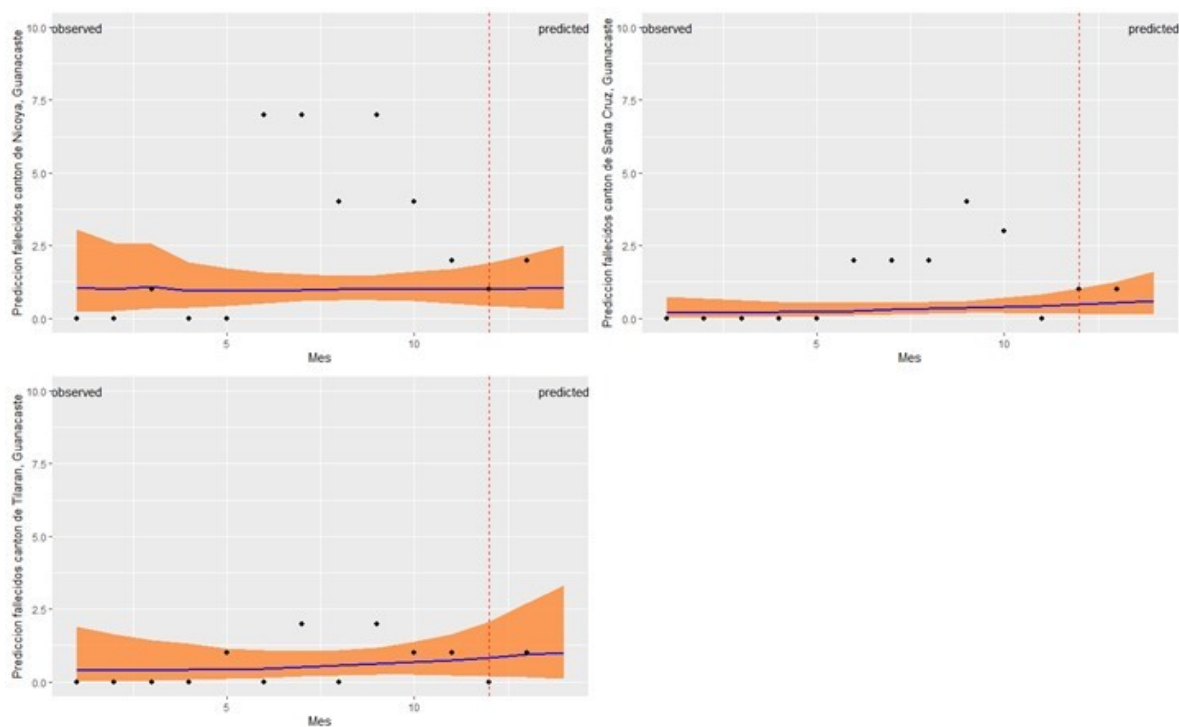 Prediccion fallecidos canton de Nicoya, Guanacaste
10.0
7.5
5.0
2.5
0.0
observed
predicted
5
10
Mes
Prediccion fallecidos canton de Santa Cruz, Guanacaste
10.0
7.5
5.0
2.5
0.0
observed
predicted
5
10
Mes
Prediccion fallecidos canton de Tilaran, Guanacaste
10.0
7.5
5.0
2.5
0.0
observed
predicted
5
10
Mes